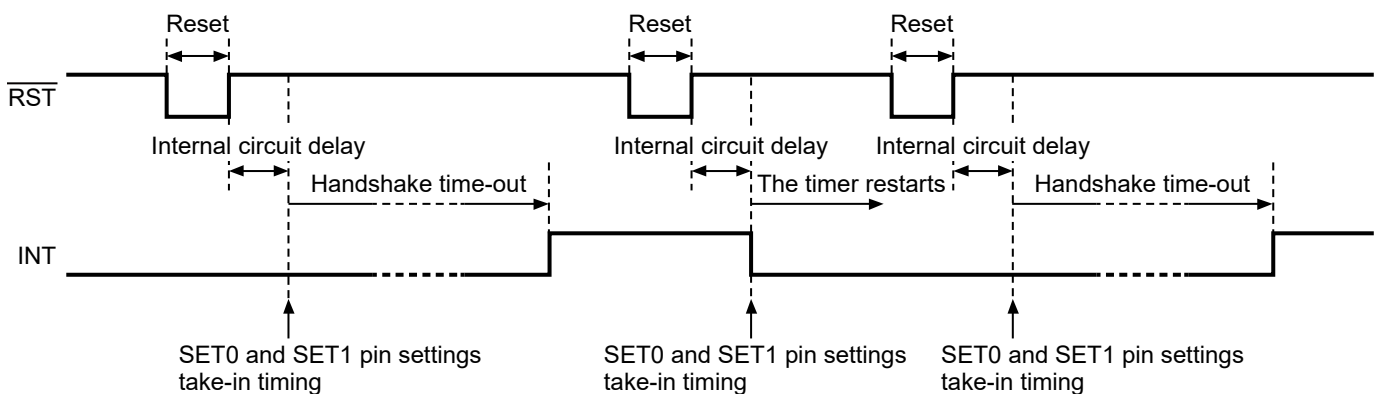 Reset
Reset
Reset
RST
Internal circuit delay
Internal circuit delay
Internal circuit delay
Handshake time-out
The timer restarts
Handshake time-out
INT
SET0 and SET1 pin settings
take-in timing
SET0 and SET1 pin settings
take-in timing
SET0 and SET1 pin settings
take-in timing